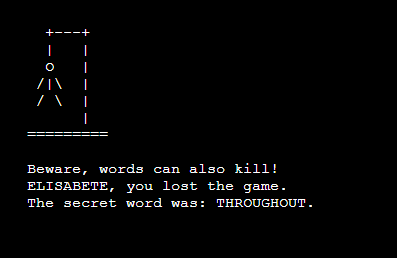 Beware, words can also kill!
ELISABETE, you lost the game.
The secret word was: THROUGHOUT.